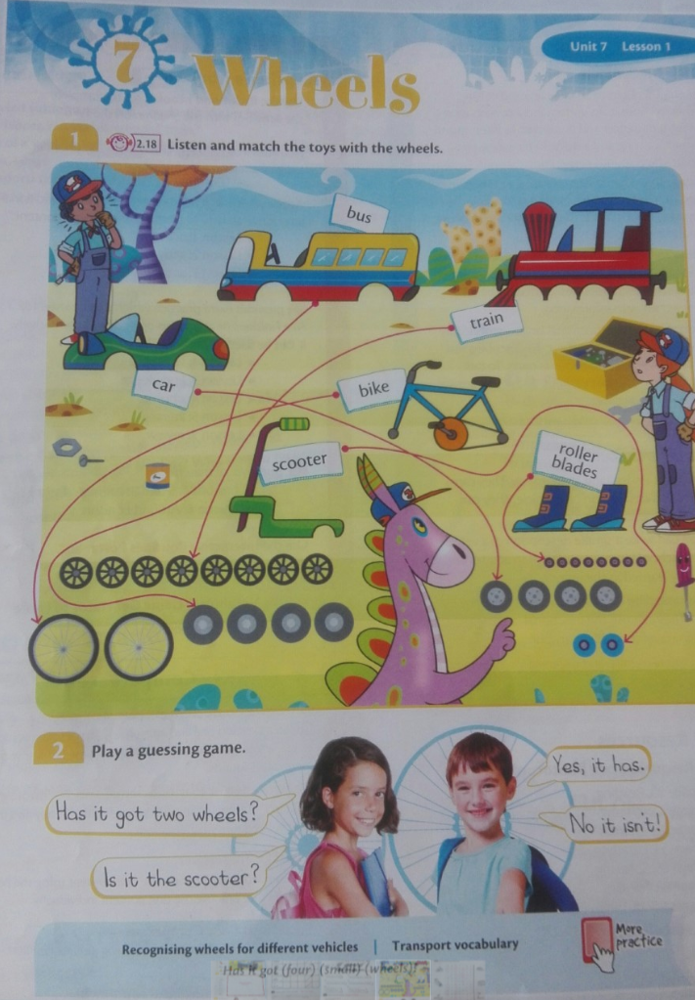 Unit 7 Lesson 1
7 Wheels
1 2.18 Listen and match the toys with the wheels.
bus
train
car
bike
scooter
roller
blades
2 Play a guessing game.
Yes, it has.
Has it got two wheels?
No it isn't!
Is it the scooter?
Recognising wheels for different vehicles | Transport vocabulary
More
practice
Has it got (four) (small) (wheels)?